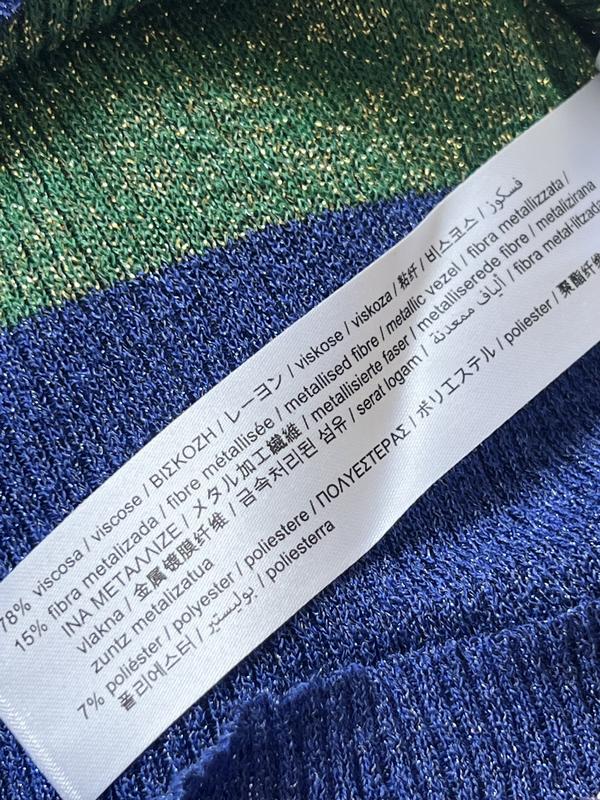 78% viscosa / viscose / ΒΙΣΚΟΖΗ / レーヨン / viskose / viskoza / 粘纤 / 비스코스 / فسكوز /
15% fibra metalizada / fibre métallisée / metallised fibre / metallic vezel / fibra metallizzata /
ΙΝΑ ΜΕΤΑΛΛΙΖΕ / メタル加工繊維 / metallisierte faser / metalliserede fibre / metalizirana
vlakna / 金属镀膜纤维 / 금속처리된 섬유 / serat logam / ألياف ممعدنة / fibra metal·litzada
zuntz metalizatua
7% poliéster / polyester / poliestere / ΠΟΛΥΕΣΤΕΡΑΣ / ポリエステル / poliester / 聚酯纤维
폴리에스터 / بوليستير / poliesterra